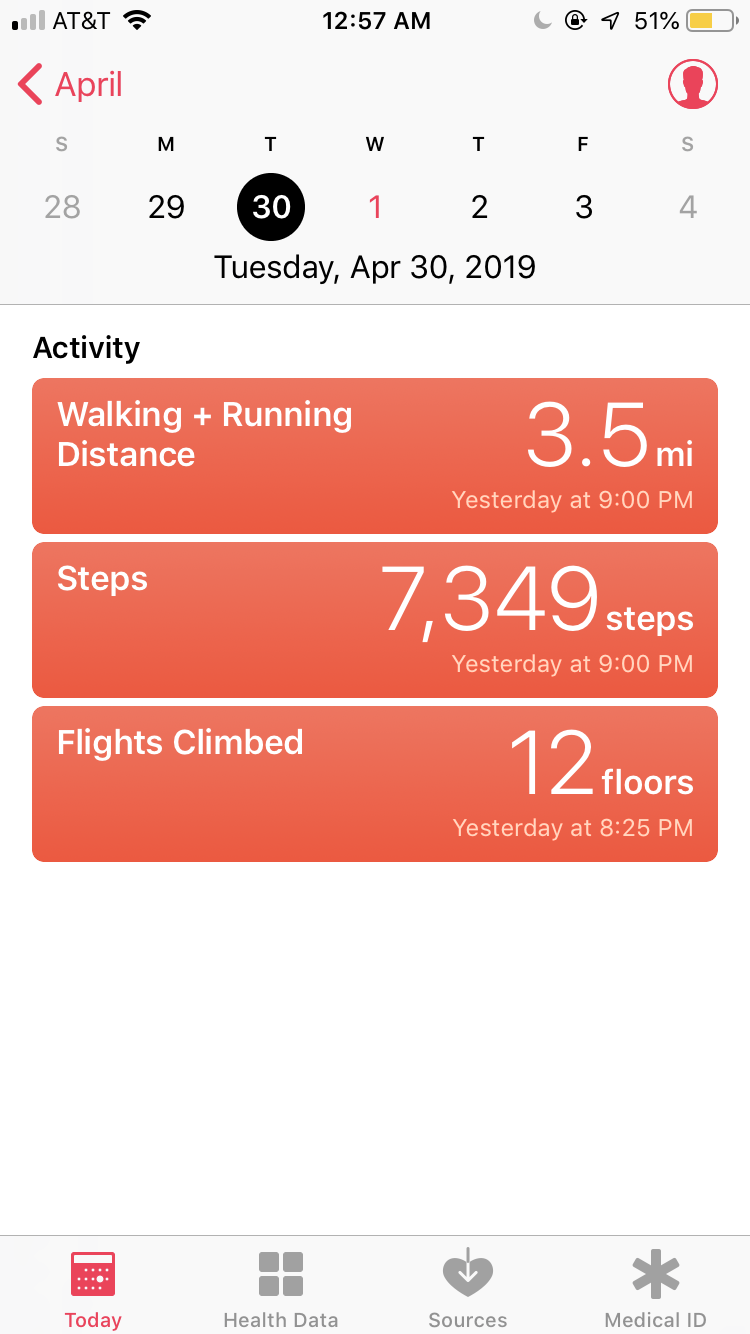 AT&T 12:57 AM 51%
April
S M T W T F S
28 29 30 1 2 3 4
Tuesday, Apr 30, 2019
Activity
Walking + Running
Distance
3.5 mi
Yesterday at 9:00 PM
Steps
7,349 steps
Yesterday at 9:00 PM
Flights Climbed
12 floors
Yesterday at 8:25 PM
Today Health Data Sources Medical ID